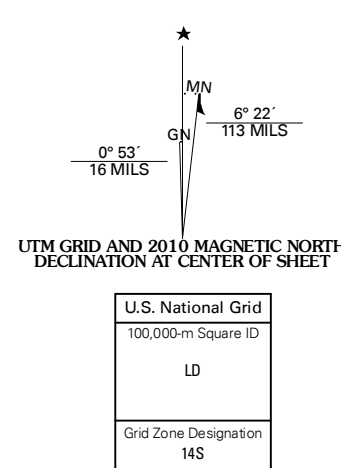 MN
6° 22´
113 MILS
GN
0° 53´
16 MILS
UTM GRID AND 2010 MAGNETIC NORTH
DECLINATION AT CENTER OF SHEET
U.S. National Grid
100,000-m Square ID
LD
Grid Zone Designation
14S